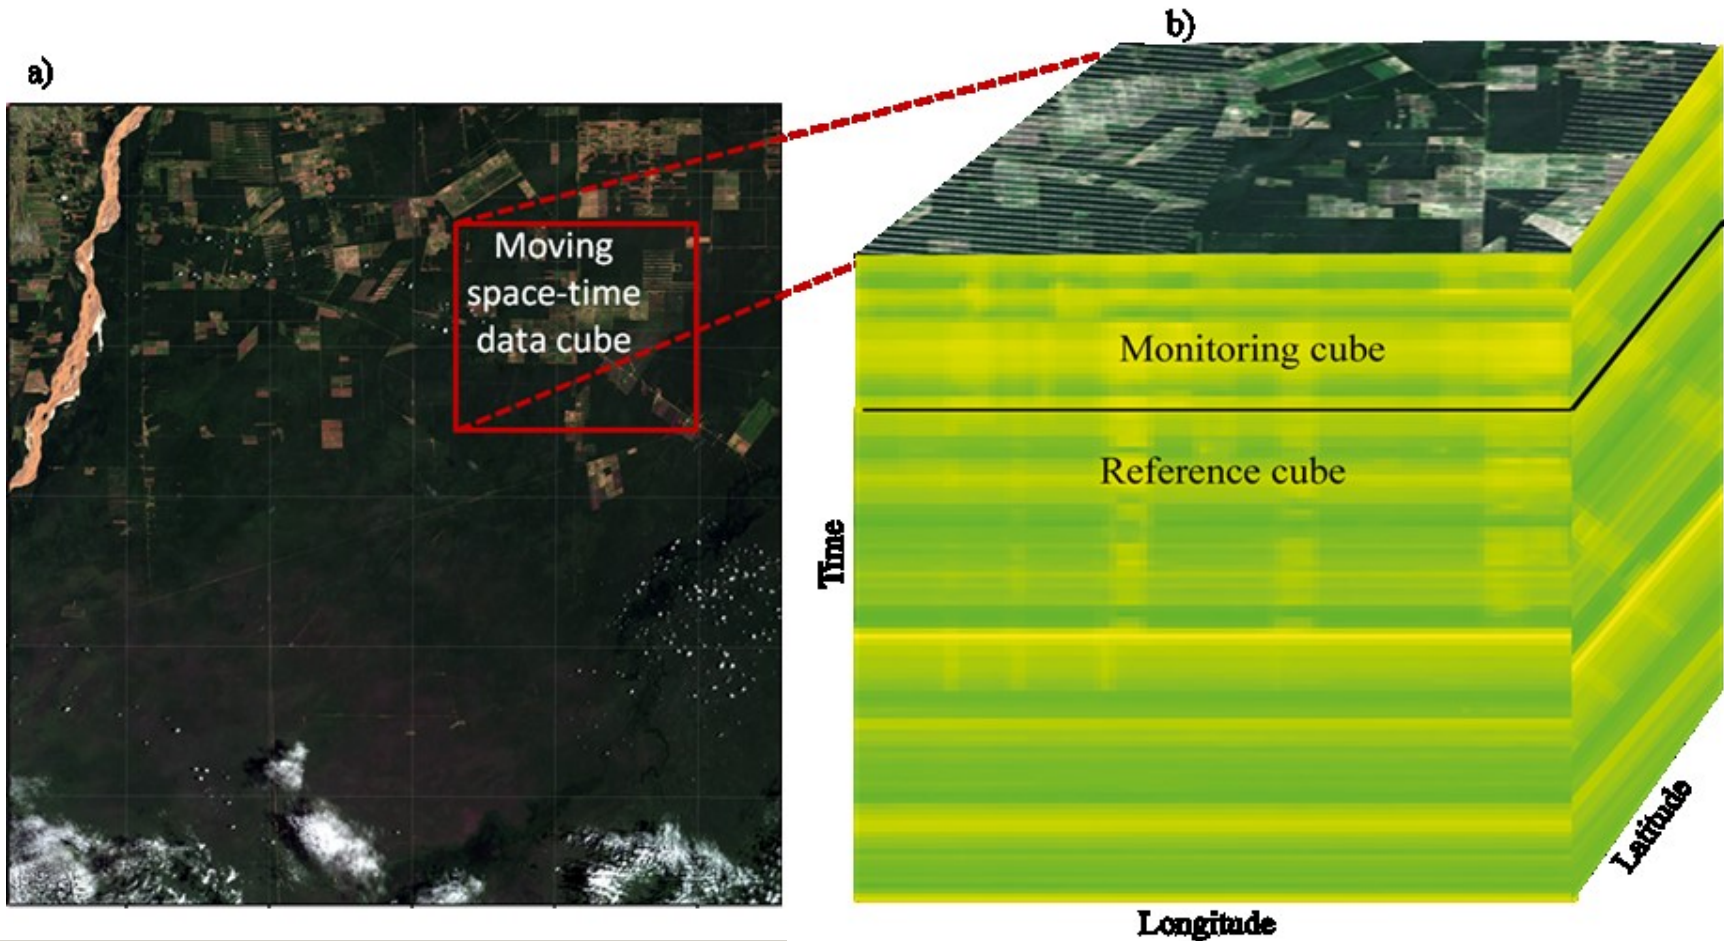 a)
b)
Moving
space-time
data cube
Monitoring cube
Reference cube
Time
Latitude
Longitude